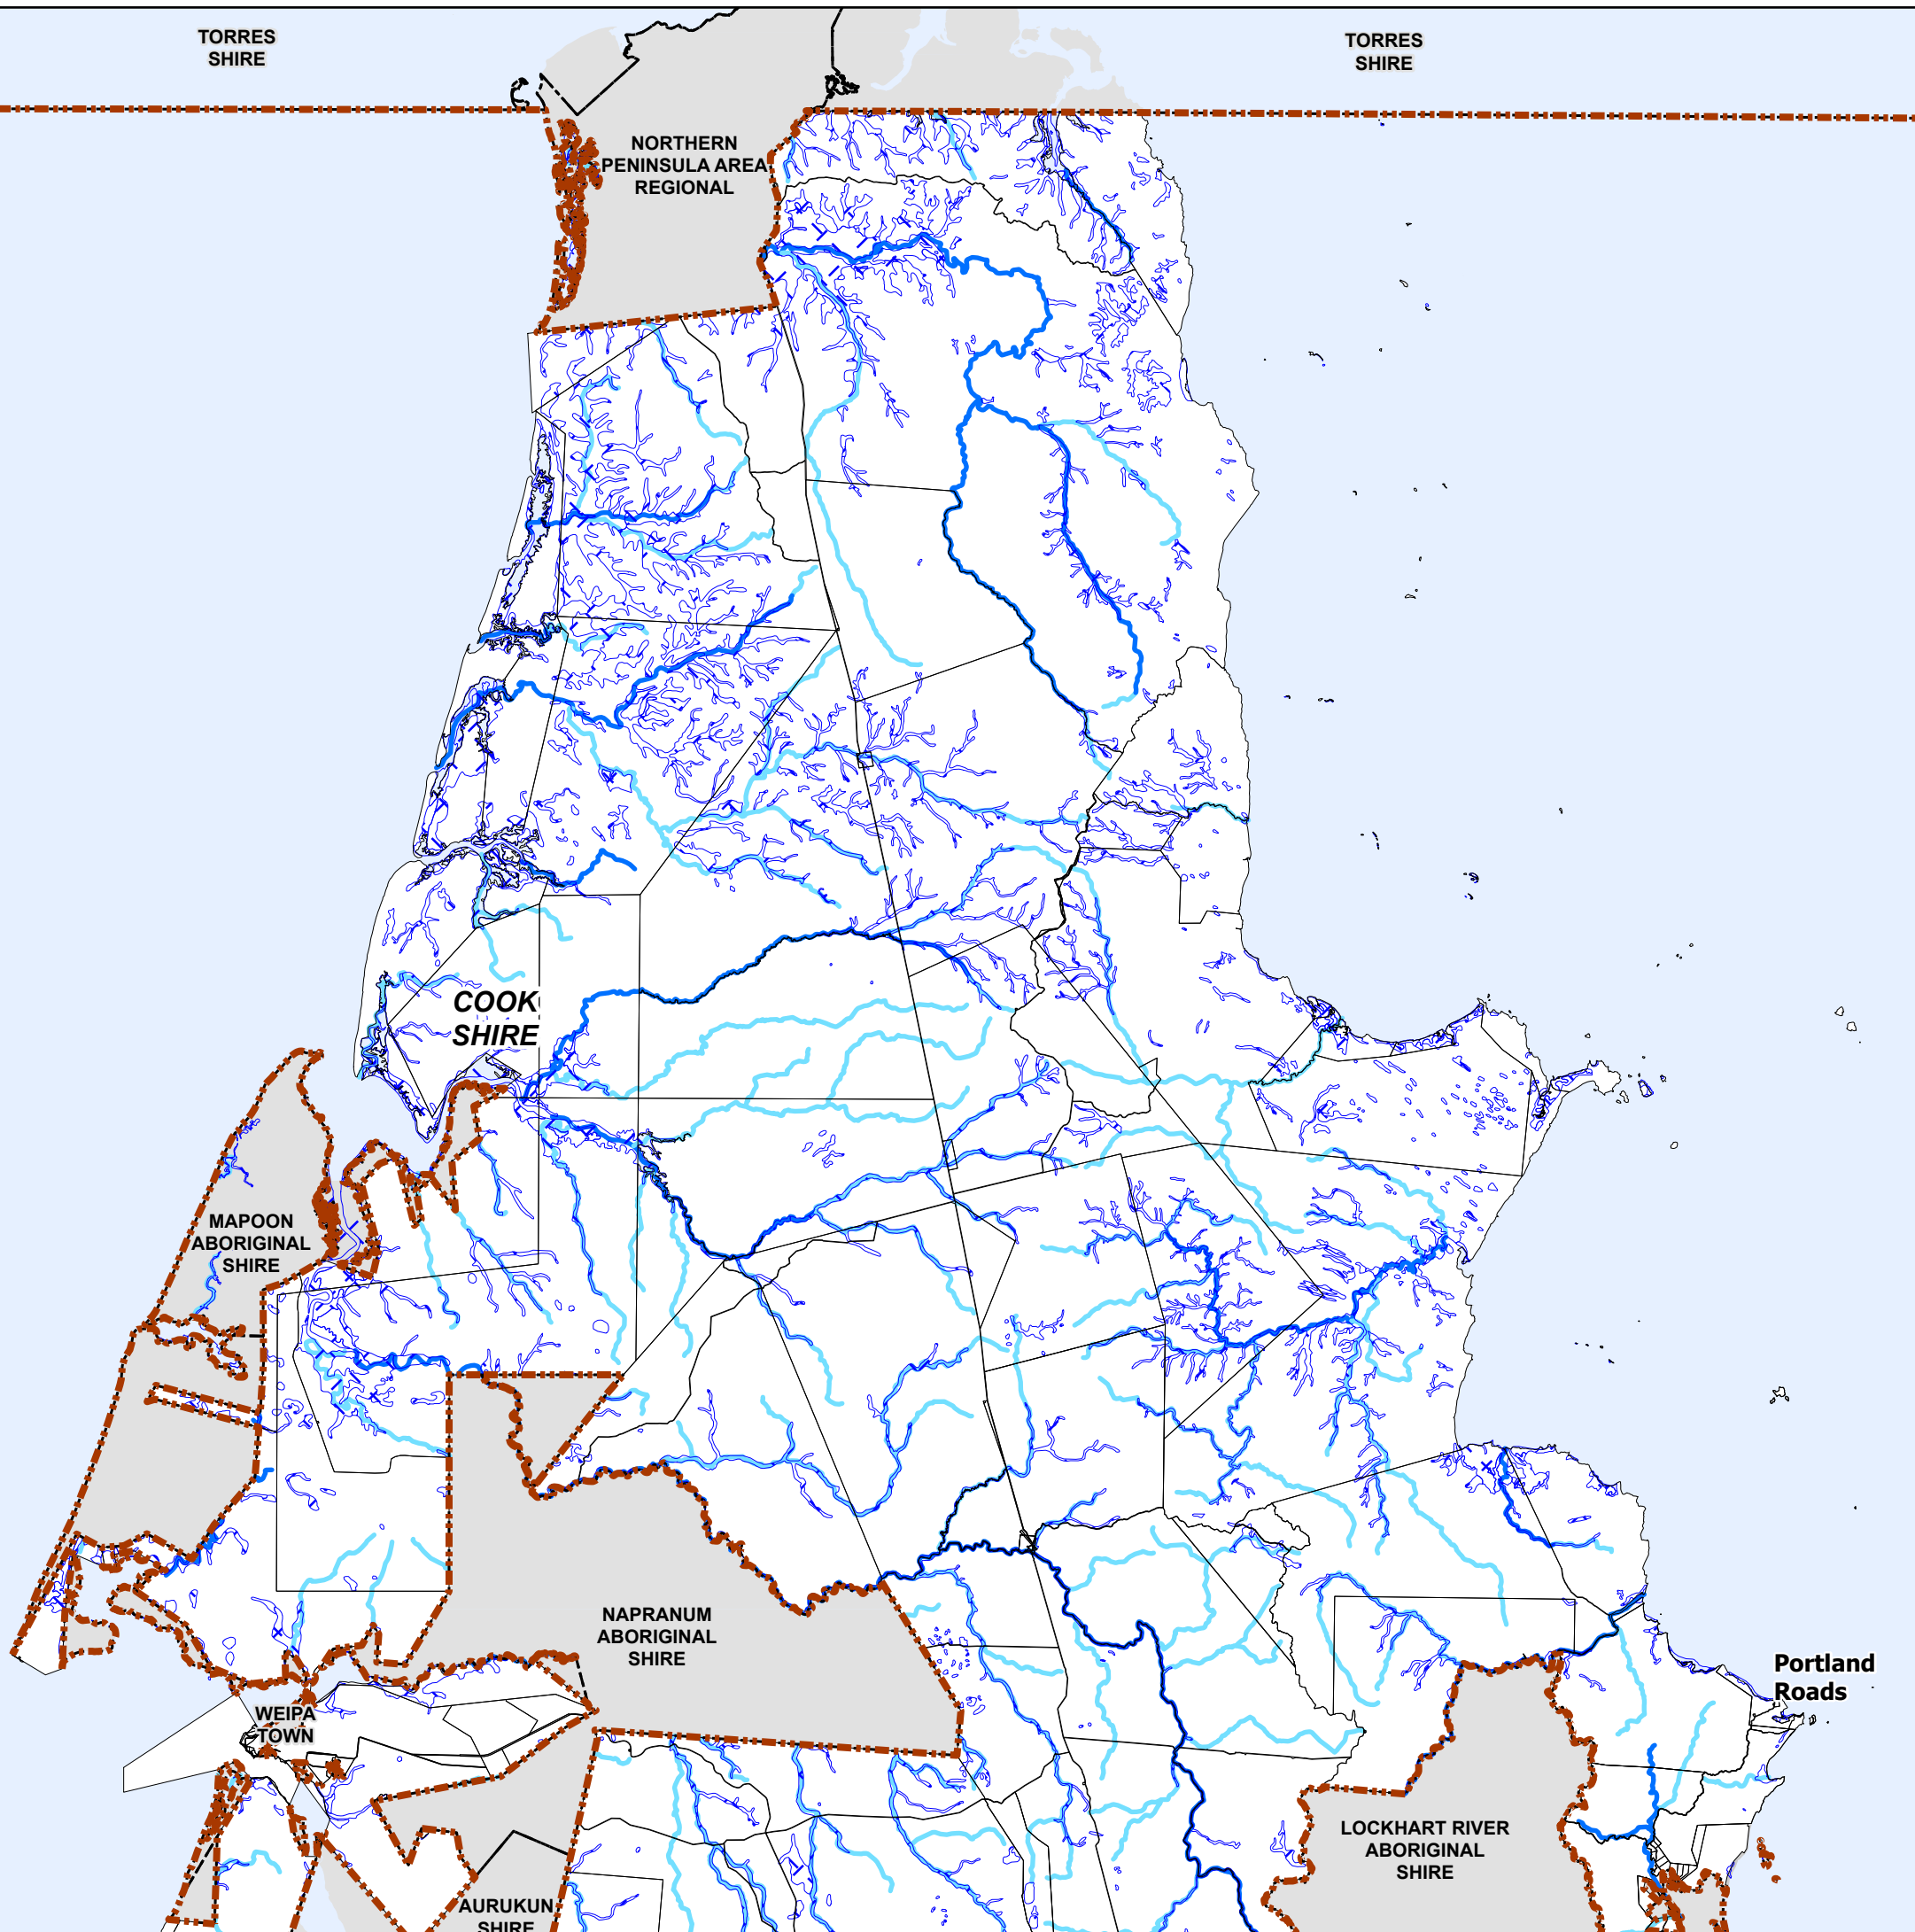 TORRES
SHIRE
TORRES
SHIRE
NORTHERN
PENINSULA AREA
REGIONAL
COOK
SHIRE
MAPOON
ABORIGINAL
SHIRE
NAPRANUM
ABORIGINAL
SHIRE
Portland
Roads
WEIPA
TOWN
LOCKHART RIVER
ABORIGINAL
SHIRE
AURUKUN
SHIRE